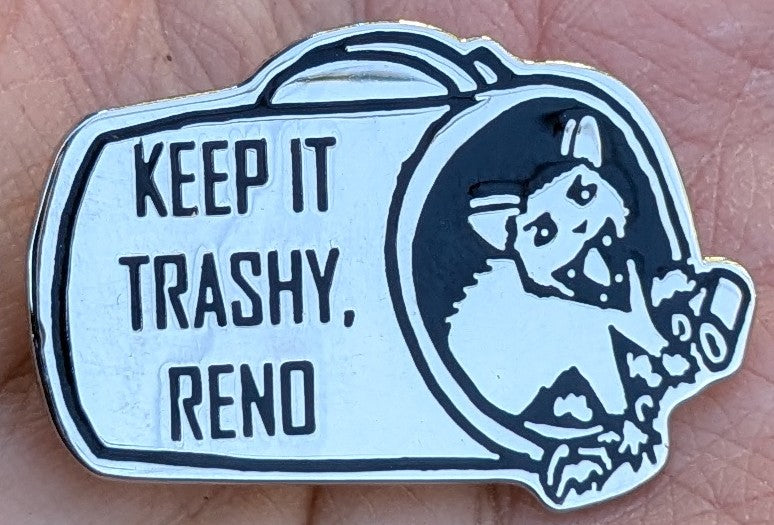 KEEP IT
TRASHY,
RENO